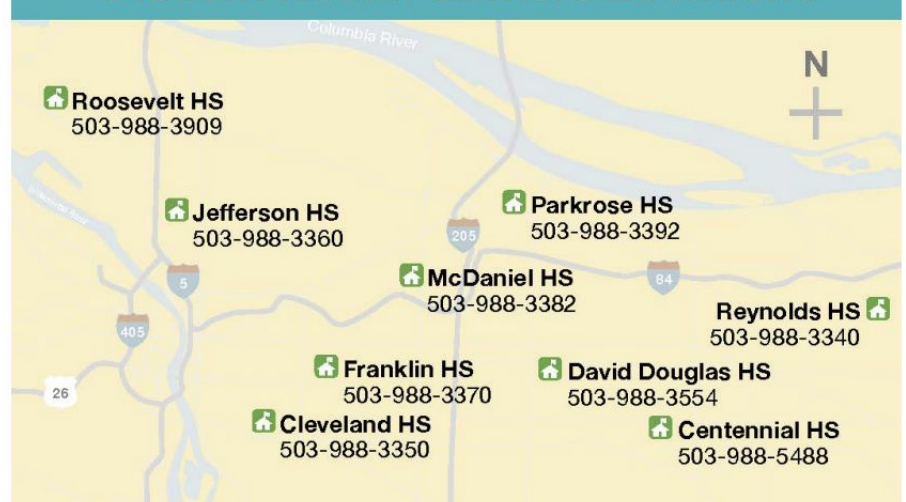 Columbia River
N
Roosevelt HS
503-988-3909
Jefferson HS
503-988-3360
Parkrose HS
503-988-3392
205
McDaniel HS
503-988-3382
5
84
405
Reynolds HS
503-988-3340
Franklin HS
503-988-3370
David Douglas HS
503-988-3554
26
Cleveland HS
503-988-3350
Centennial HS
503-988-5488